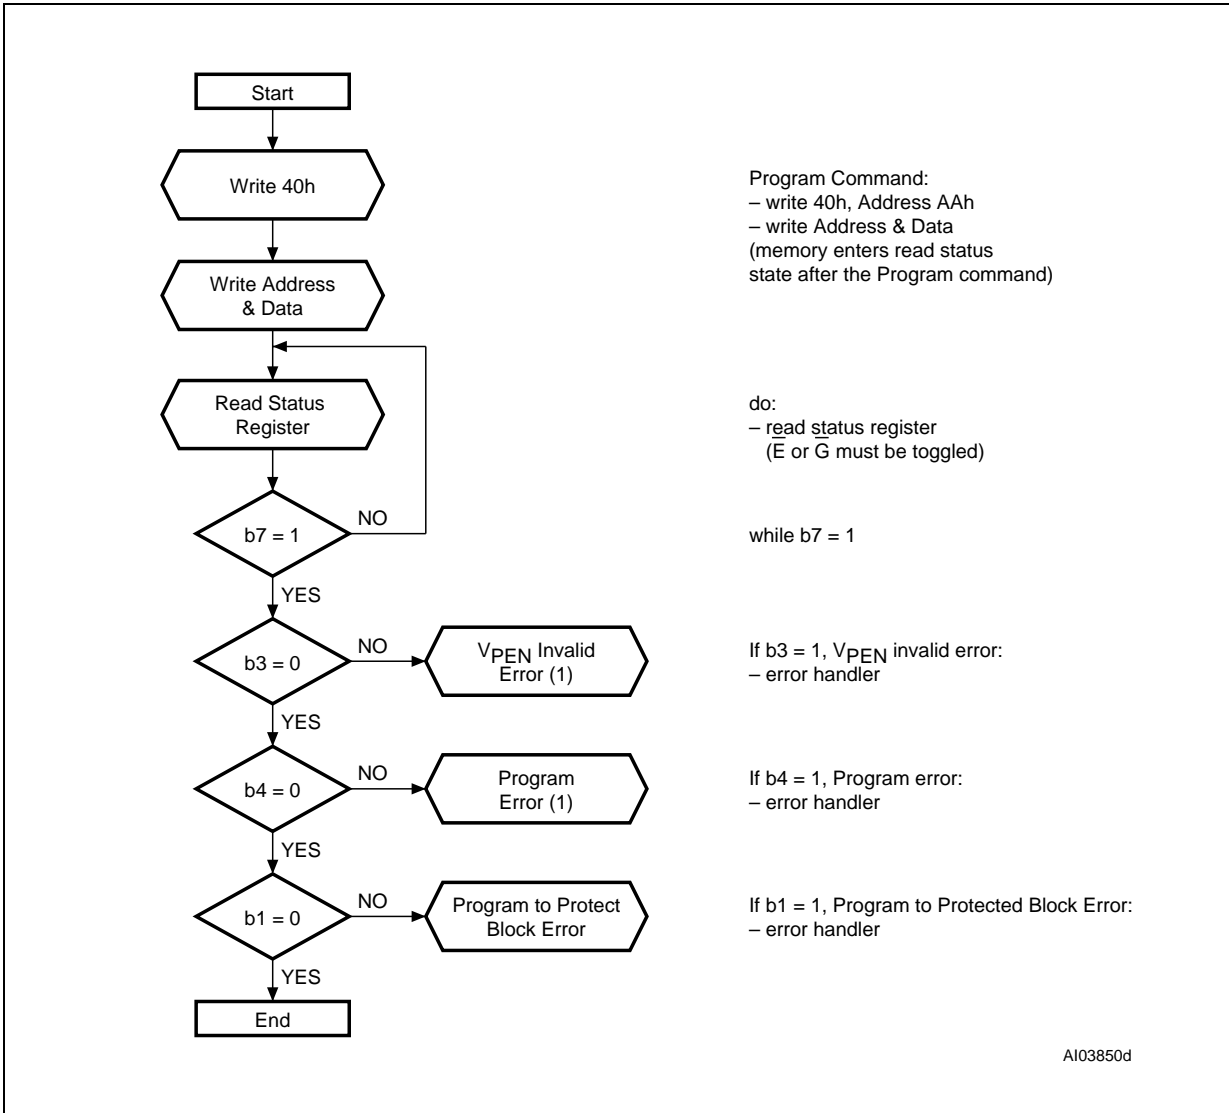 Start
Write 40h
Program Command:
– write 40h, Address AAh
– write Address & Data
(memory enters read status
state after the Program command)
Write Address
& Data
Read Status
Register
do:
– read status register
(E̅ or G̅ must be toggled)
b7 = 1
NO
while b7 = 1
YES
b3 = 0
NO
VPEN Invalid
Error (1)
If b3 = 1, VPEN invalid error:
– error handler
YES
b4 = 0
NO
Program
Error (1)
If b4 = 1, Program error:
– error handler
YES
b1 = 0
NO
Program to Protect
Block Error
If b1 = 1, Program to Protected Block Error:
– error handler
YES
End
AI03850d